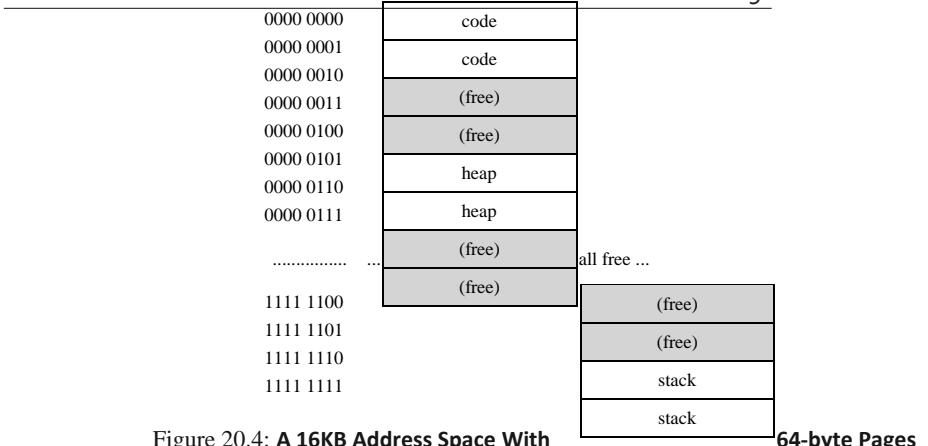 0000 0000 code
0000 0001 code
0000 0010 (free)
0000 0011 (free)
0000 0100 heap
0000 0101 heap
0000 0110 (free)
0000 0111 (free)
................ ... all free ...
1111 1100 (free)
1111 1101 (free)
1111 1110 stack
1111 1111 stack
Figure 20.4: A 16KB Address Space With 64-byte Pages